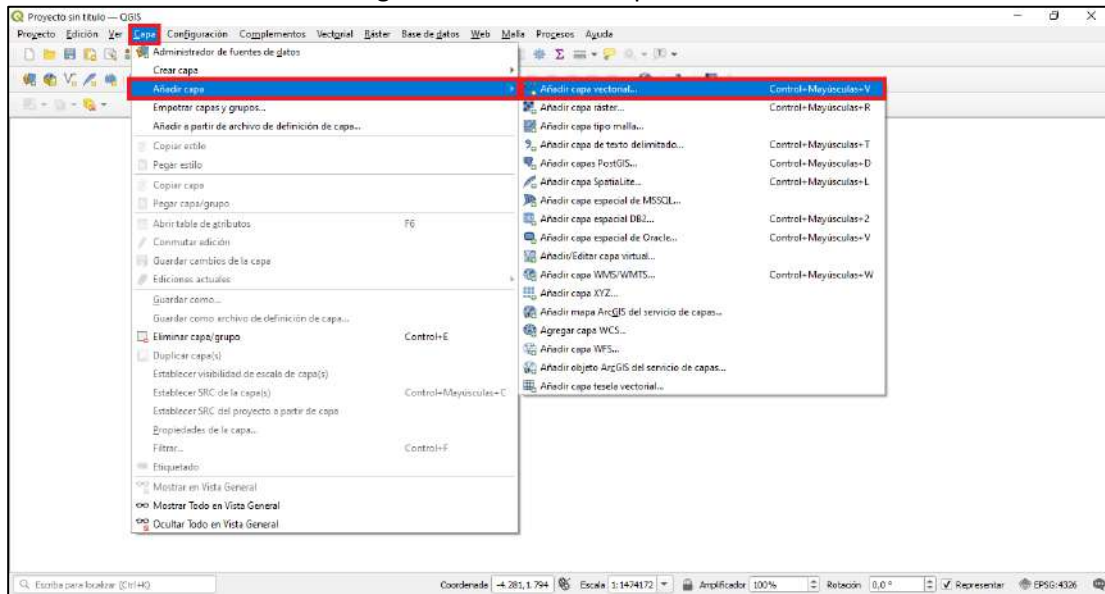 Proyecto sin título — QGIS
Proyecto Edición Ver Capa Configuración Complementos Vectorial Ráster Base de datos Web Malla Procesos Ayuda
Administrador de fuentes de datos
Crear capa
Añadir capa
Empotrar capas y grupos...
Añadir a partir de archivo de definición de capa...
Copiar estilo
Pegar estilo
Copiar capa
Pegar capa/grupo
Abrir tabla de atributos F6
Conmutar edición
Guardar cambios de la capa
Ediciones actuales
Guardar como...
Guardar como archivo de definición de capa...
Eliminar capa/grupo Control+E
Duplicar capa(s)
Establecer visibilidad de escala de capa(s)
Establecer SRC de la capa(s) Control+Mayúsculas+C
Establecer SRC del proyecto a partir de capa
Propiedades de la capa...
Filtrar... Control+F
Etiquetado
Mostrar en Vista General
Mostrar Todo en Vista General
Ocultar Todo en Vista General
Añadir capa vectorial... Control+Mayúsculas+V
Añadir capa ráster... Control+Mayúsculas+R
Añadir capa tipo malla...
Añadir capa de texto delimitado... Control+Mayúsculas+T
Añadir capas PostGIS... Control+Mayúsculas+D
Añadir capa SpatiaLite... Control+Mayúsculas+L
Añadir capa espacial de MSSQL...
Añadir capa espacial DB2... Control+Mayúsculas+2
Añadir capa espacial de Oracle... Control+Mayúsculas+V
Añadir/Editar capa virtual...
Añadir capa WMS/WMTS... Control+Mayúsculas+W
Añadir capa XYZ...
Añadir mapa ArcGIS del servicio de capas...
Agregar capa WCS...
Añadir capa WFS...
Añadir objeto ArcGIS del servicio de capas...
Añadir capa tesela vectorial...
Escriba para localizar (Ctrl+K) Coordenada -4.281,1.794 Escala 1:1474172 Amplificador 100% Rotación 0,0 ° Representar EPSG:4326